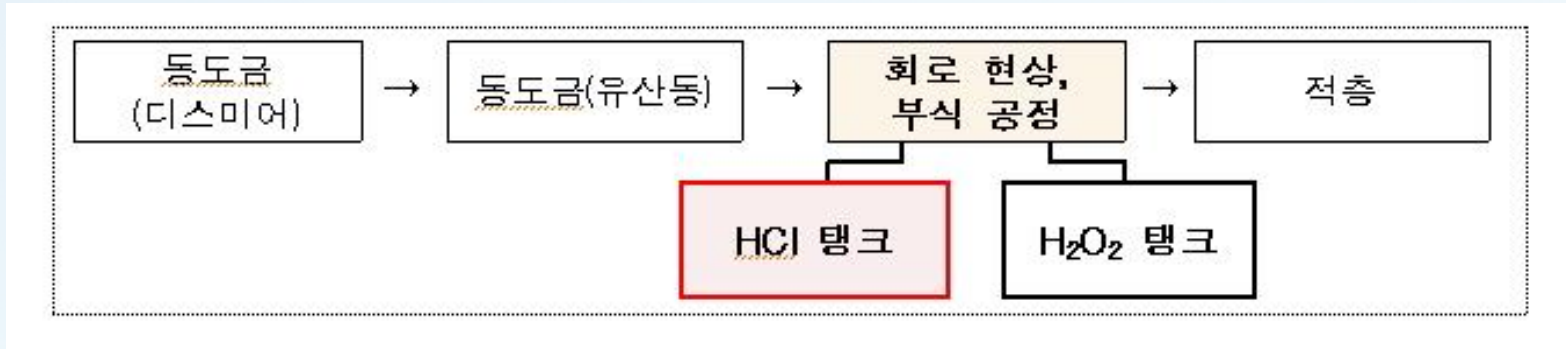 동도금
(디스미어)
→
동도금(유산동)
→
회로 현상,
부식 공정
→
적층
HCl 탱크
H₂O₂ 탱크